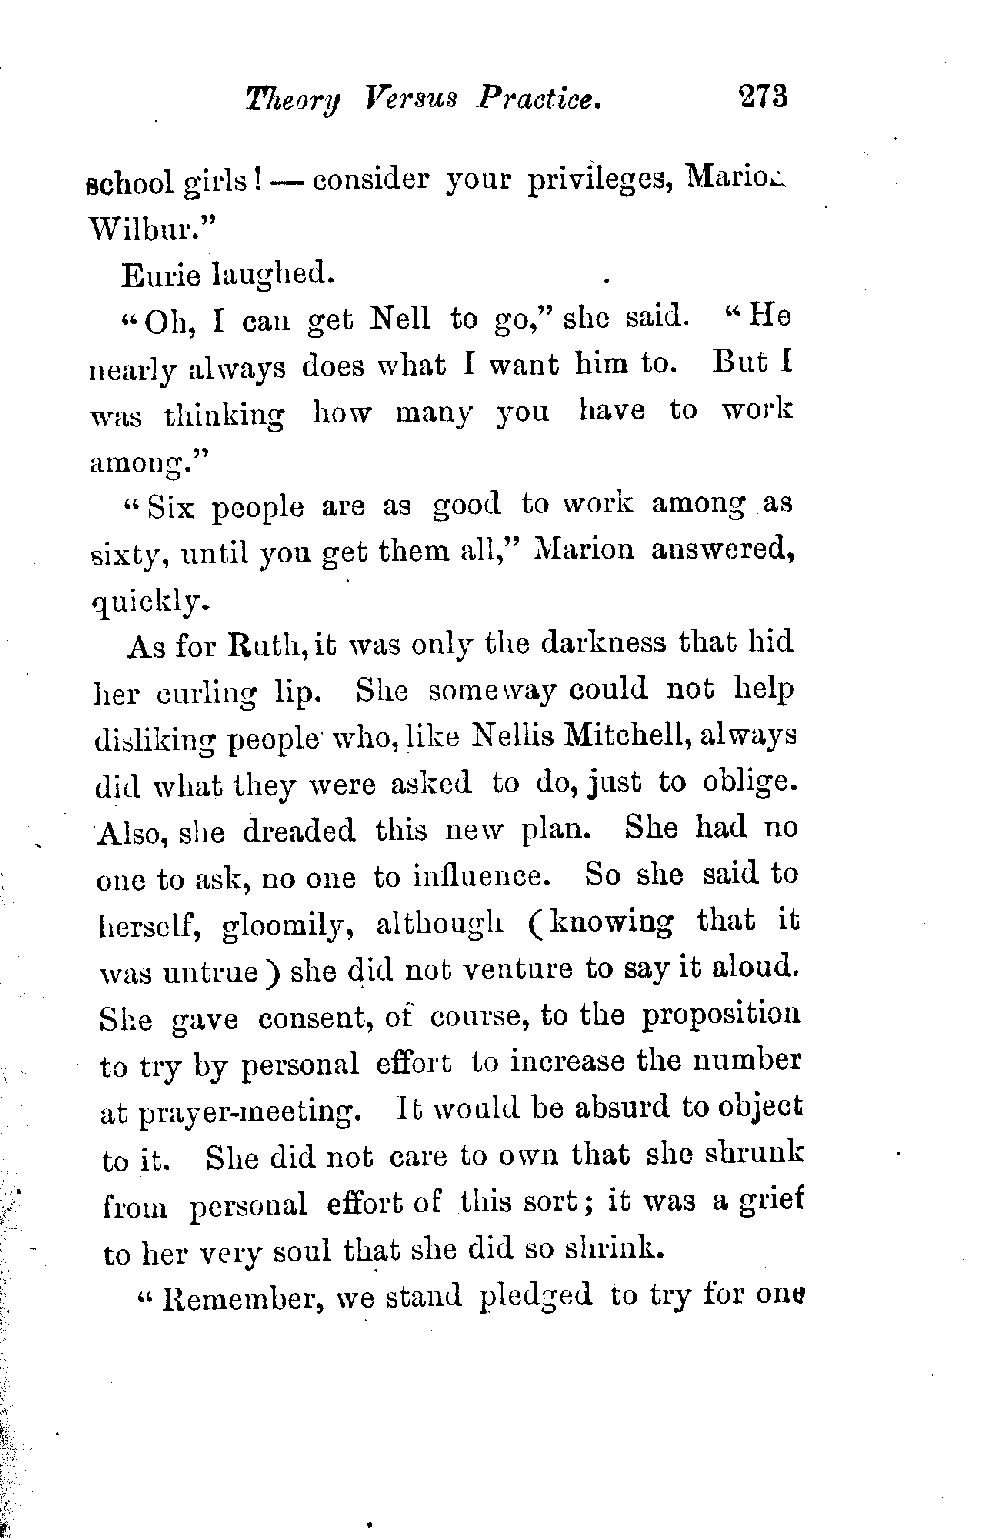 Theory Versus Practice. 273
school girls! — consider your privileges, Marion
Wilbur."
Eurie laughed.
"Oh, I can get Nell to go," she said. "He
nearly always does what I want him to. But I
was thinking how many you have to work
among."
"Six people are as good to work among as
sixty, until you get them all," Marion answered,
quickly.
As for Ruth, it was only the darkness that hid
her curling lip. She someway could not help
disliking people who, like Nellis Mitchell, always
did what they were asked to do, just to oblige.
Also, she dreaded this new plan. She had no
one to ask, no one to influence. So she said to
herself, gloomily, although (knowing that it
was untrue) she did not venture to say it aloud.
She gave consent, of course, to the proposition
to try by personal effort to increase the number
at prayer-meeting. It would be absurd to object
to it. She did not care to own that she shrunk
from personal effort of this sort; it was a grief
to her very soul that she did so shrink.
"Remember, we stand pledged to try for one